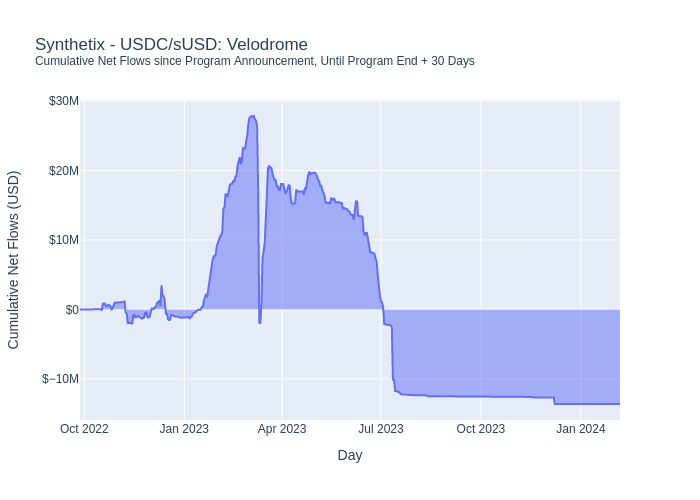 Synthetix - USDC/sUSD: Velodrome
Cumulative Net Flows since Program Announcement, Until Program End + 30 Days
Cumulative Net Flows (USD)
$30M
$20M
$10M
$0
$−10M
Oct 2022
Jan 2023
Apr 2023
Jul 2023
Oct 2023
Jan 2024
Day